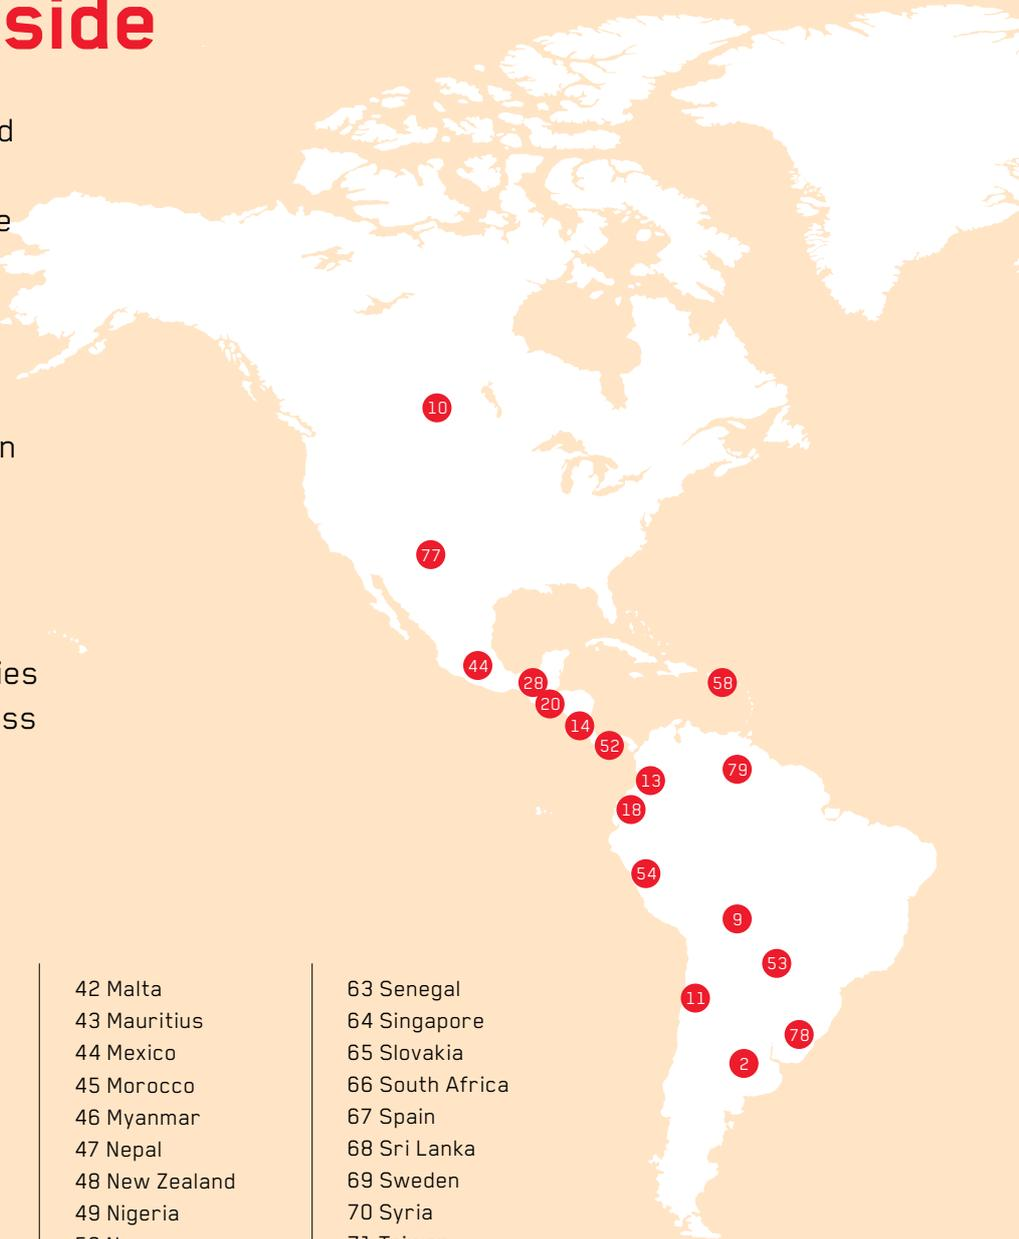 side
d
e
n
ies
ss
10
77
44
28
58
20
14
52
79
13
18
54
9
53
11
78
2
42 Malta
43 Mauritius
44 Mexico
45 Morocco
46 Myanmar
47 Nepal
48 New Zealand
49 Nigeria
63 Senegal
64 Singapore
65 Slovakia
66 South Africa
67 Spain
68 Sri Lanka
69 Sweden
70 Syria